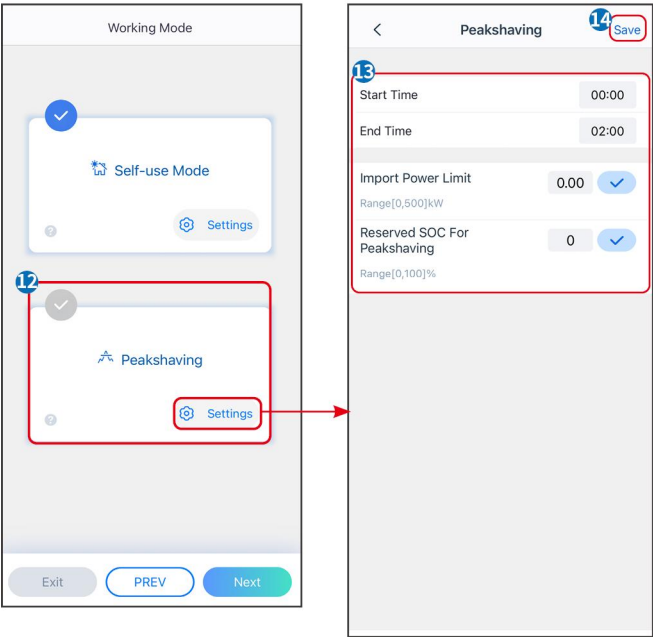 Working Mode
Self-use Mode
?
Settings
12
Peakshaving
?
Settings
Exit
PREV
Next
14
Peakshaving
Save
13
Start Time
00:00
End Time
02:00
Import Power Limit
0.00
Range[0,500]kW
Reserved SOC For
Peakshaving
0
Range[0,100]%